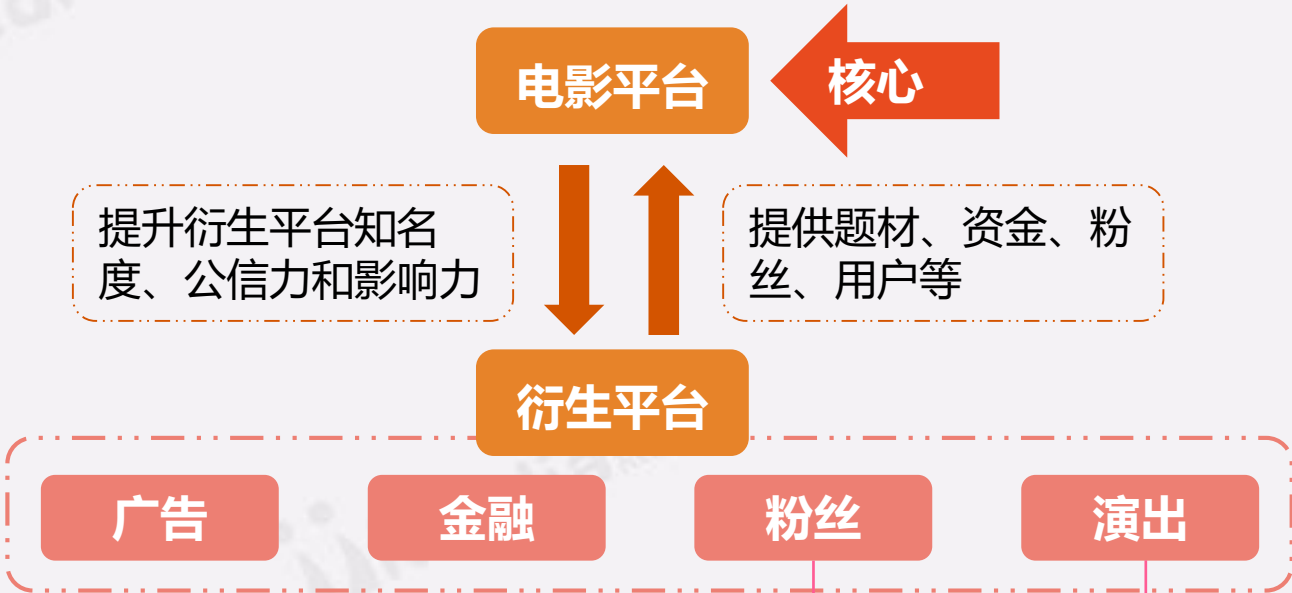 电影平台
核心
提升衍生平台知名
度、公信力和影响力
提供题材、资金、粉
丝、用户等
衍生平台
广告
金融
粉丝
演出